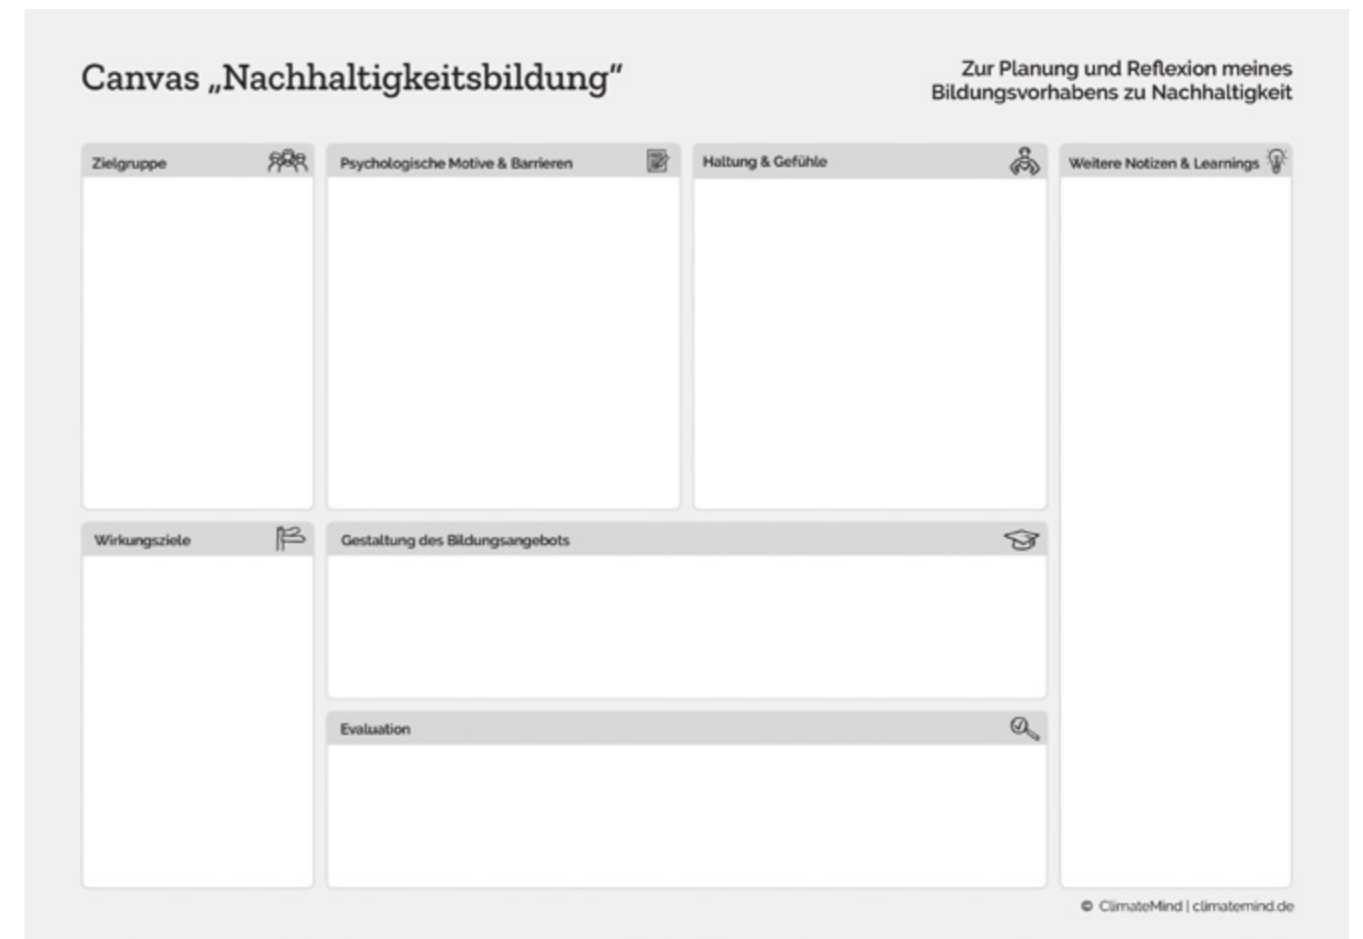 Canvas „Nachhaltigkeitsbildung“
Zur Planung und Reflexion meines
Bildungsvorhabens zu Nachhaltigkeit
Zielgruppe
Psychologische Motive & Barrieren
Haltung & Gefühle
Weitere Notizen & Learnings
Wirkungsziele
Gestaltung des Bildungsangebots
Evaluation
© ClimateMind | climatemind.de